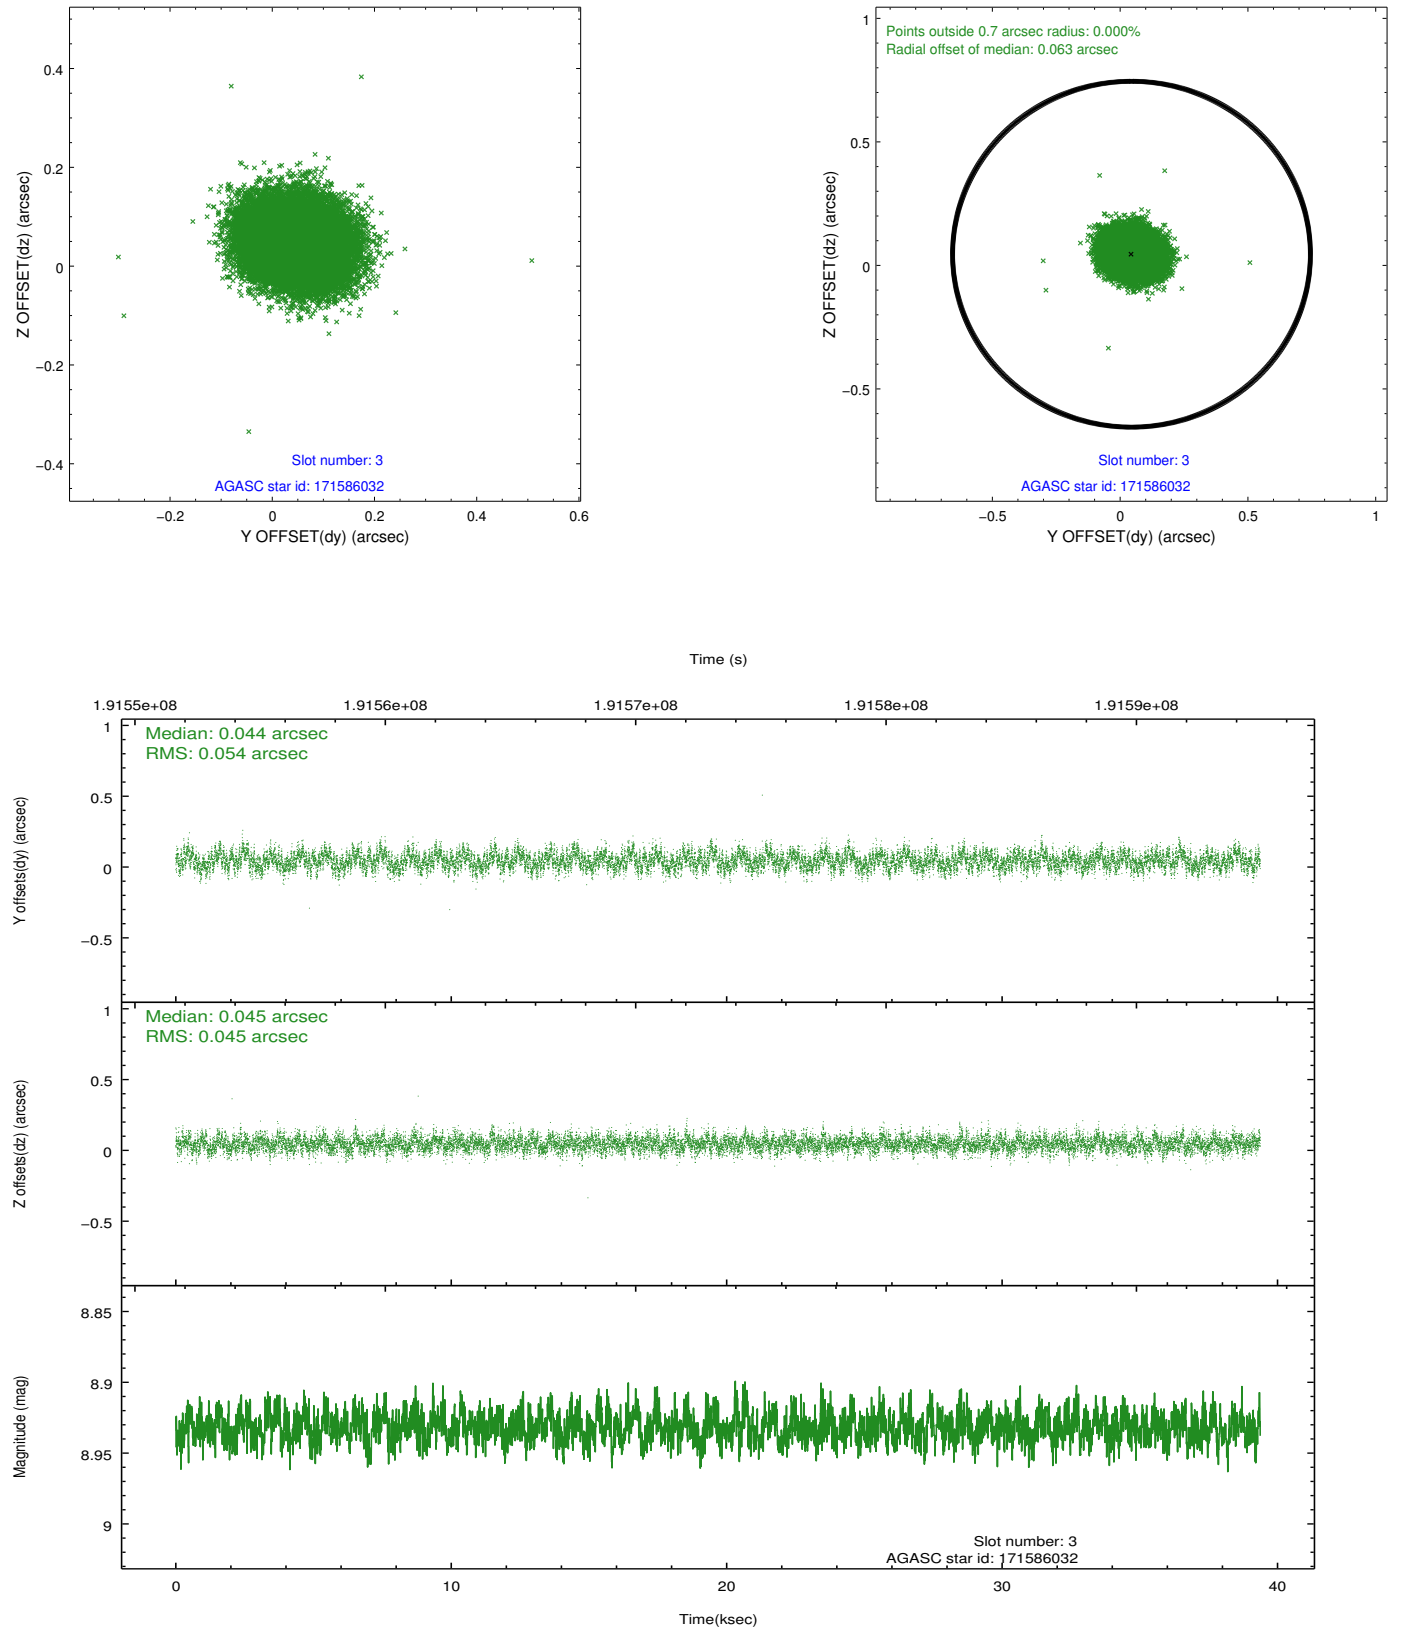 0.4
0.2
0
−0.2
−0.4
Z OFFSET(dz) (arcsec)
Slot number: 3
AGASC star id: 171586032
−0.2 0 0.2 0.4 0.6
Y OFFSET(dy) (arcsec)
1
0.5
0
−0.5
Z OFFSET(dz) (arcsec)
Points outside 0.7 arcsec radius: 0.000%
Radial offset of median: 0.063 arcsec
Slot number: 3
AGASC star id: 171586032
−0.5 0 0.5 1
Y OFFSET(dy) (arcsec)
Time (s)
1.9155e+08 1.9156e+08 1.9157e+08 1.9158e+08 1.9159e+08
1
0.5
0
−0.5
Y offsets(dy) (arcsec)
Median: 0.044 arcsec
RMS: 0.054 arcsec
1
0.5
0
−0.5
Z offsets(dz) (arcsec)
Median: 0.045 arcsec
RMS: 0.045 arcsec
8.85
8.9
8.95
9
Magnitude (mag)
Slot number: 3
AGASC star id: 171586032
0 10 20 30 40
Time(ksec)